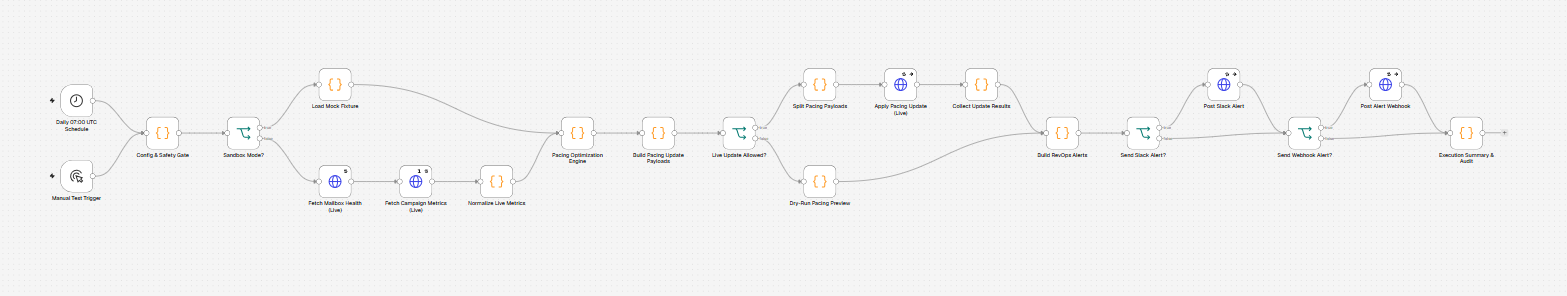 Daily 07:00 UTC
Schedule
Manual Test Trigger
Config & Safety Gate
Sandbox Mode?
true
false
Load Mock Fixture
Fetch Mailbox Health
(Live)
Fetch Campaign Metrics
(Live)
Normalize Live Metrics
Pacing Optimization
Engine
Build Pacing Update
Payloads
Live Update Allowed?
true
false
Split Pacing Payloads
Apply Pacing Update
(Live)
Collect Update Results
Dry-Run Pacing Preview
Build RevOps Alerts
Send Slack Alert?
true
false
Post Slack Alert
Send Webhook Alert?
true
false
Post Alert Webhook
Execution Summary &
Audit